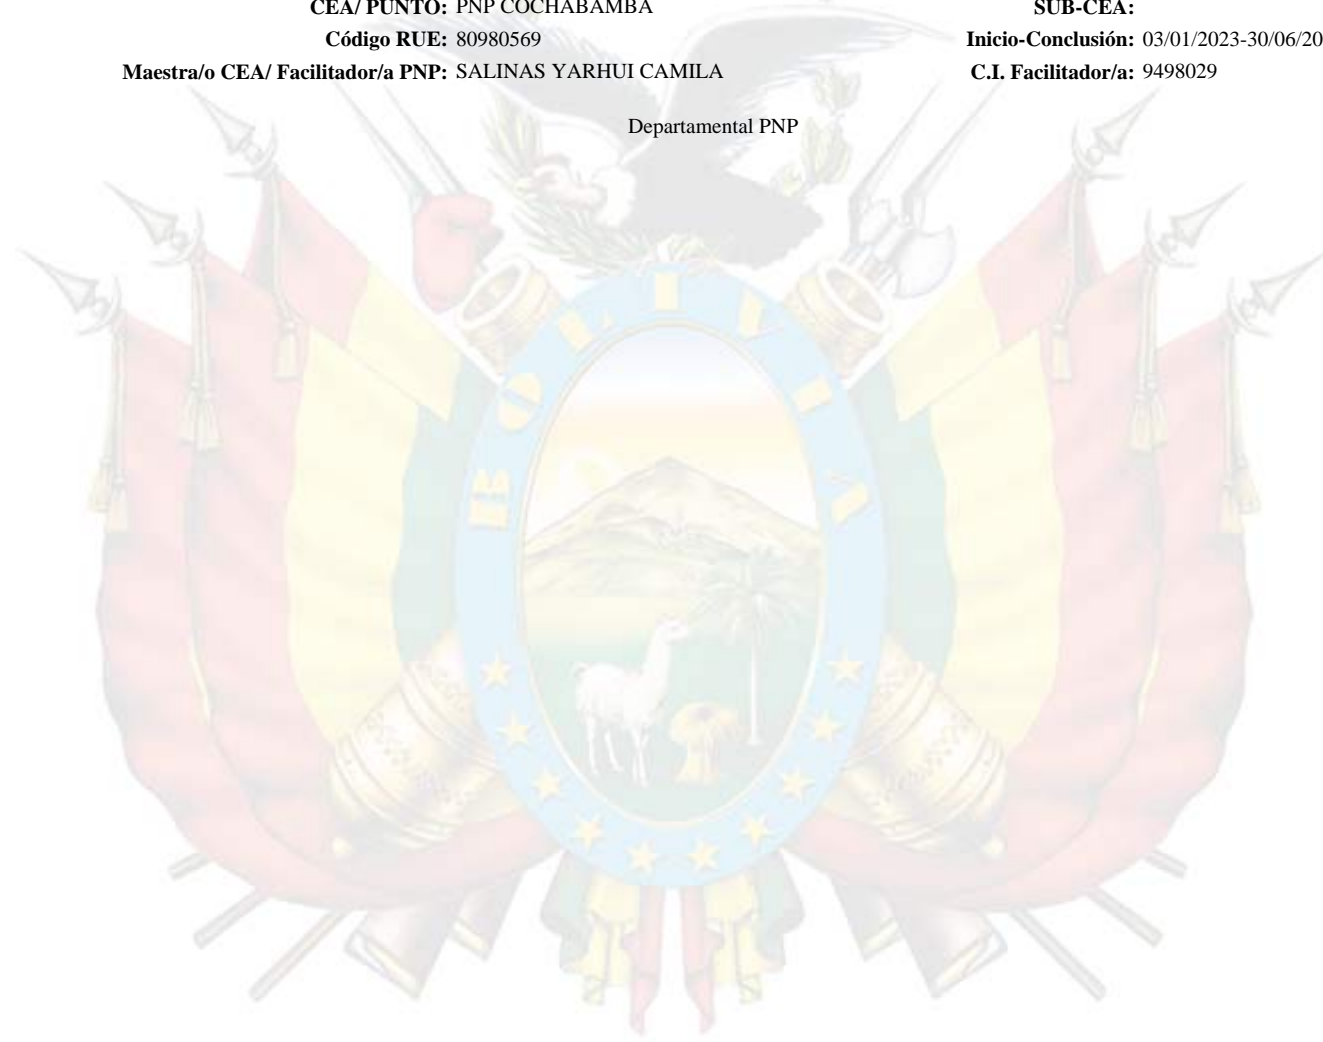 CEA/ PUNTO: PNP COCHABAMBA SUB-CEA:
Código RUE: 80980569 Inicio-Conclusión: 03/01/2023-30/06/20
Maestra/o CEA/ Facilitador/a PNP: SALINAS YARHUI CAMILA C.I. Facilitador/a: 9498029
Departamental PNP
BOLIVIA